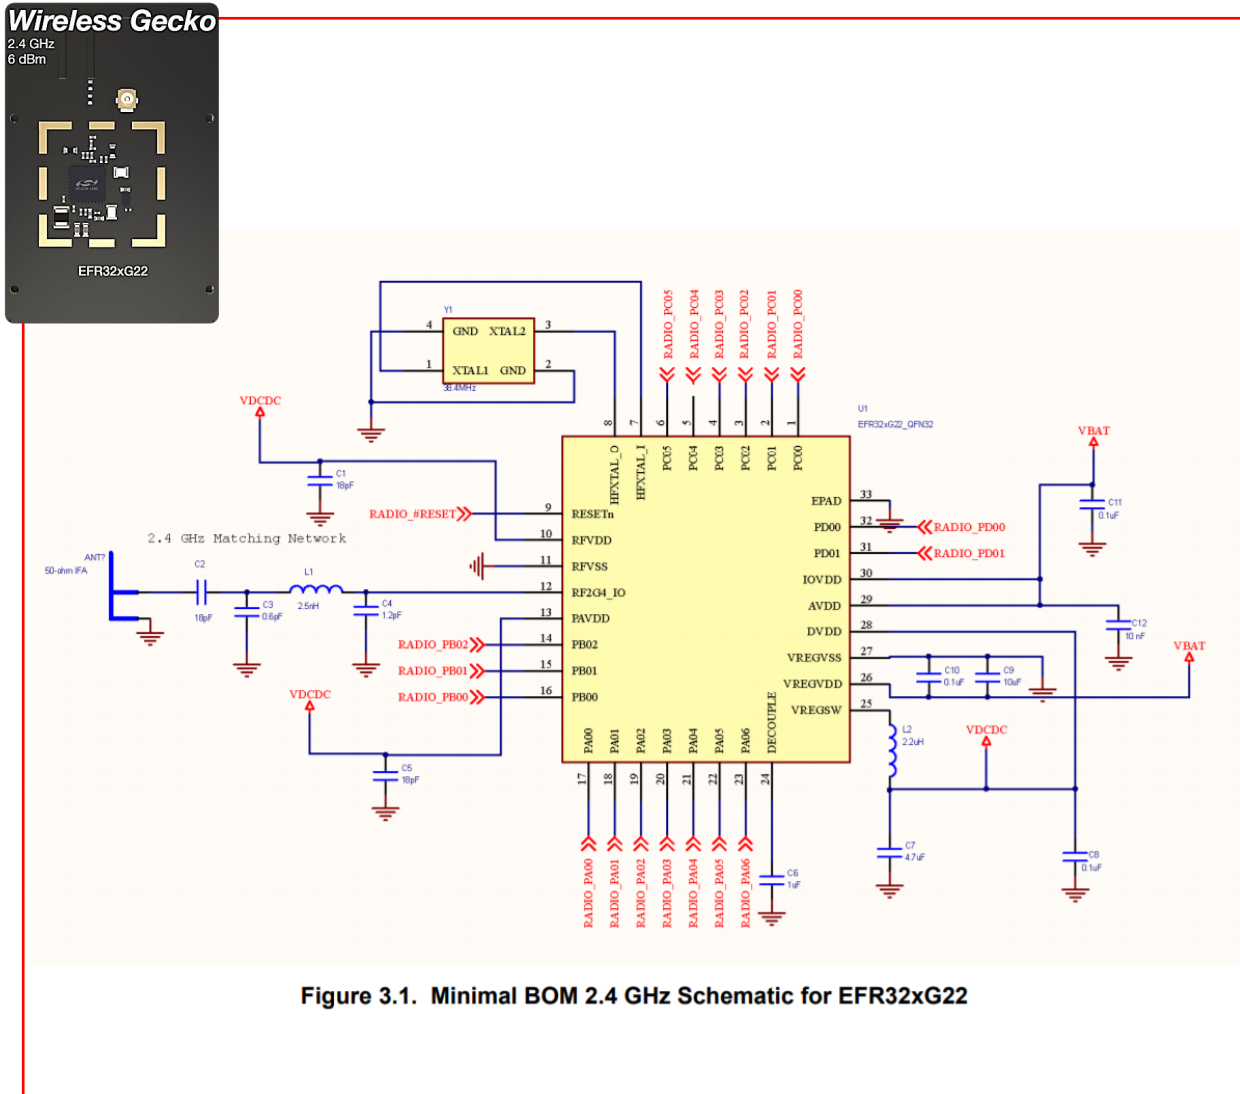 Wireless Gecko
2.4 GHz
6 dBm
EFR32xG22
Y1
4 GND XTAL2 3
1 XTAL1 GND 2
38.4MHz
RADIO_PC05
RADIO_PC04
RADIO_PC03
RADIO_PC02
RADIO_PC01
RADIO_PC00
8
7
6
5
4
3
2
1
U1
EFR32xG22_QFN32
HFXTAL_O
HFXTAL_I
PC05
PC04
PC03
PC02
PC01
PC00
VDCDC
C1
18pF
RADIO_#RESET
9 RESETn
10 RFVDD
11 RFVSS
12 RF2G4_IO
13 PAVDD
14 PB02
15 PB01
16 PB00
2.4 GHz Matching Network
ANT?
50-ohm IFA
C2
18pF
C3
0.6pF
L1
2.5nH
C4
1.2pF
RADIO_PB02
RADIO_PB01
RADIO_PB00
VDCDC
C5
18pF
EPAD 33
PD00 32
PD01 31
IOVDD 30
AVDD 29
DVDD 28
VREGVSS 27
VREGVDD 26
VREGSW 25
RADIO_PD00
RADIO_PD01
VBAT
C11
0.1uF
C12
10 nF
VBAT
C10
0.1uF
C9
10uF
L2
2.2uH
VDCDC
C7
4.7uF
C8
0.1uF
PA00
PA01
PA02
PA03
PA04
PA05
PA06
DECOUPLE
17
18
19
20
21
22
23
24
RADIO_PA00
RADIO_PA01
RADIO_PA02
RADIO_PA03
RADIO_PA04
RADIO_PA05
RADIO_PA06
C6
1uF
Figure 3.1. Minimal BOM 2.4 GHz Schematic for EFR32xG22